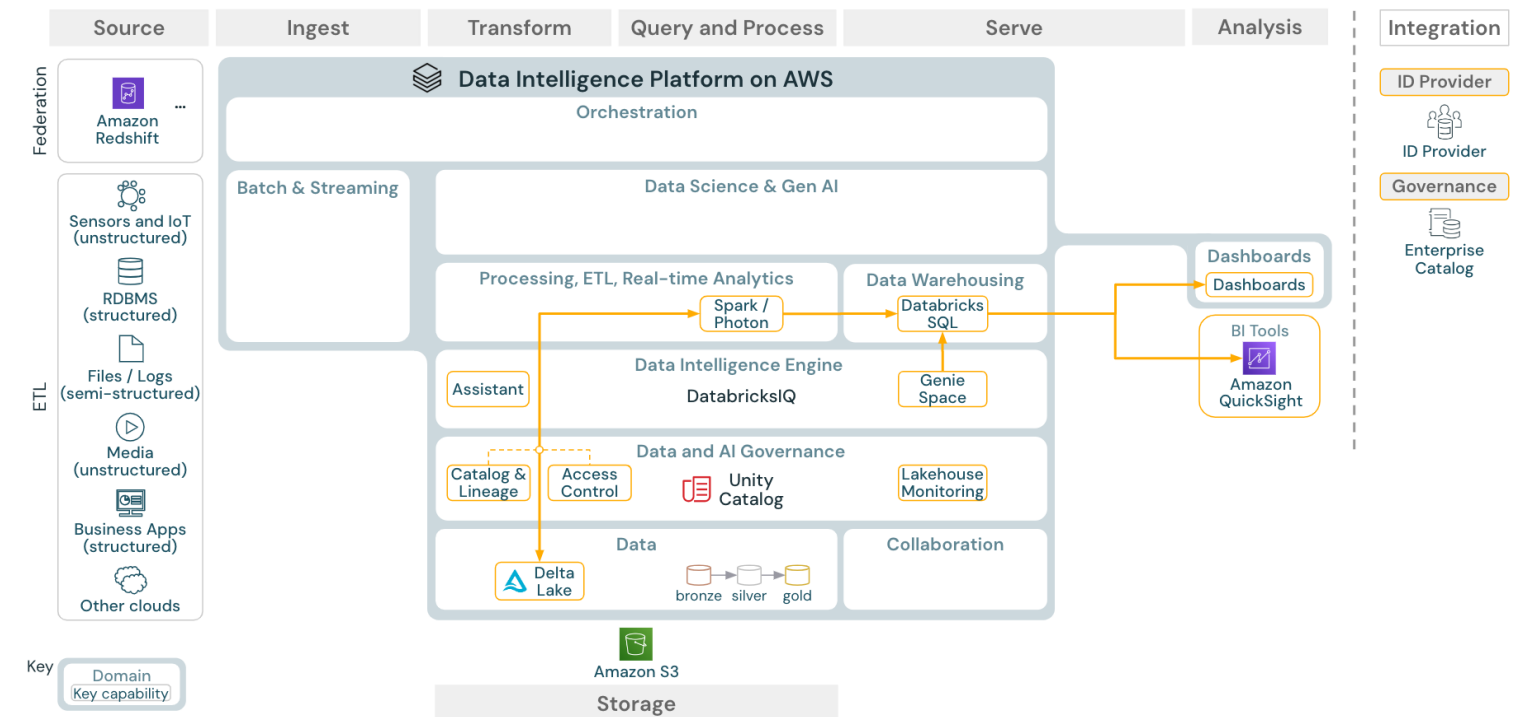 Source
Ingest
Transform
Query and Process
Serve
Analysis
Integration
Federation
Amazon
Redshift
...
ETL
Sensors and IoT
(unstructured)
RDBMS
(structured)
Files / Logs
(semi-structured)
Media
(unstructured)
Business Apps
(structured)
Other clouds
Data Intelligence Platform on AWS
Orchestration
Batch & Streaming
Data Science & Gen AI
Processing, ETL, Real-time Analytics
Spark /
Photon
Data Warehousing
Databricks
SQL
Data Intelligence Engine
Assistant
DatabricksIQ
Genie
Space
Data and AI Governance
Catalog &
Lineage
Access
Control
Unity
Catalog
Lakehouse
Monitoring
Data
Delta
Lake
bronze
silver
gold
Collaboration
Dashboards
Dashboards
BI Tools
Amazon
QuickSight
ID Provider
ID Provider
Governance
Enterprise
Catalog
Amazon S3
Storage
Key
Domain
Key capability